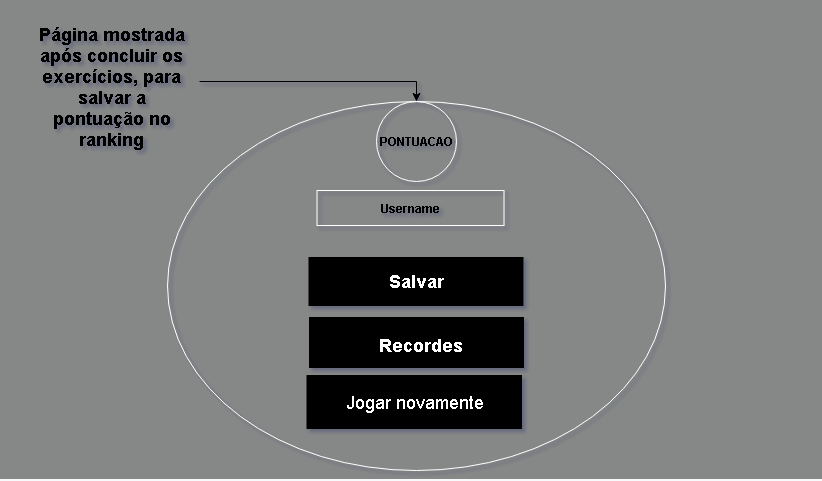 Página mostrada
após concluir os
exercícios, para
salvar a
pontuação no
ranking
PONTUACAO
Username
Salvar
Recordes
Jogar novamente